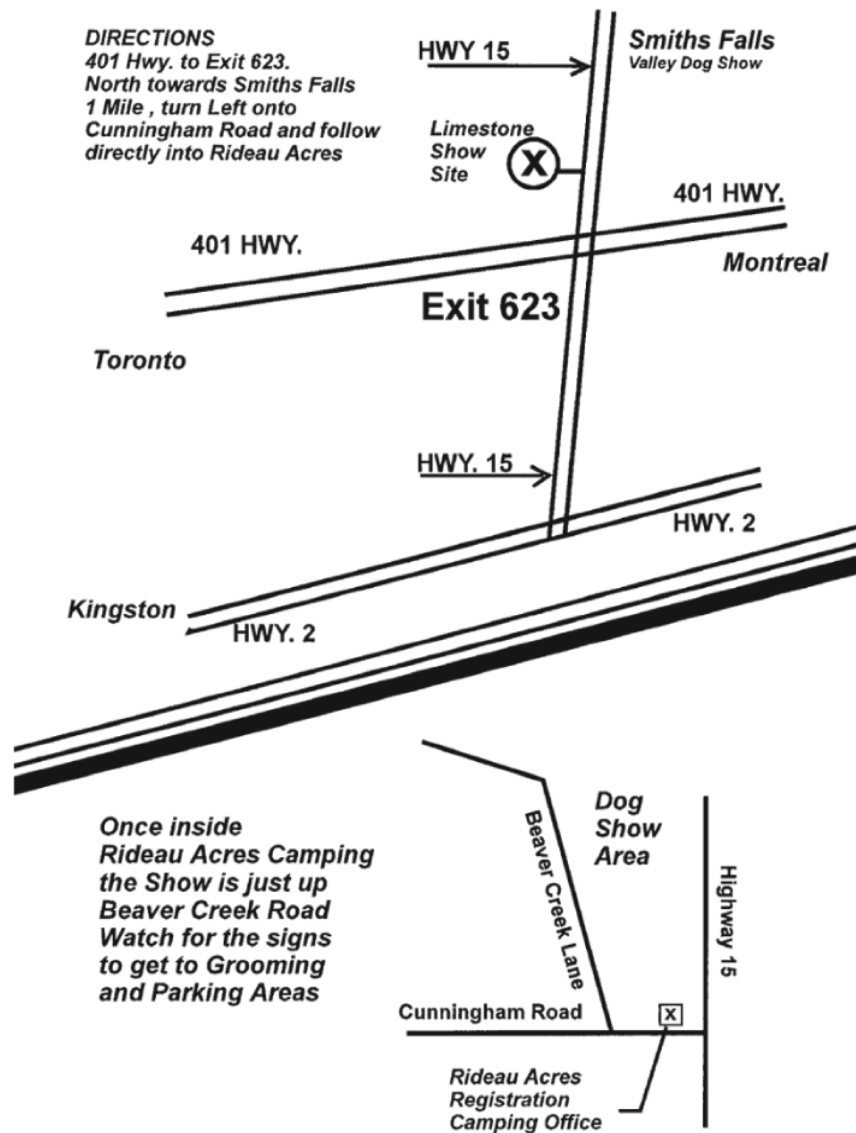 DIRECTIONS
401 Hwy. to Exit 623.
North towards Smiths Falls
1 Mile , turn Left onto
Cunningham Road and follow
directly into Rideau Acres
HWY 15
Smiths Falls
Valley Dog Show
Limestone
Show
Site
X
401 HWY.
401 HWY.
Montreal
Exit 623
Toronto
HWY. 15
HWY. 2
Kingston
HWY. 2
Once inside
Rideau Acres Camping
the Show is just up
Beaver Creek Road
Watch for the signs
to get to Grooming
and Parking Areas
Dog
Show
Area
Beaver Creek Lane
Highway 15
Cunningham Road
X
Rideau Acres
Registration
Camping Office